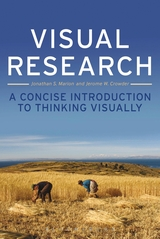 VISUAL
RESEARCH
Jonathan S. Marion and Jerome W. Crowder
A CONCISE INTRODUCTION
TO THINKING VISUALLY